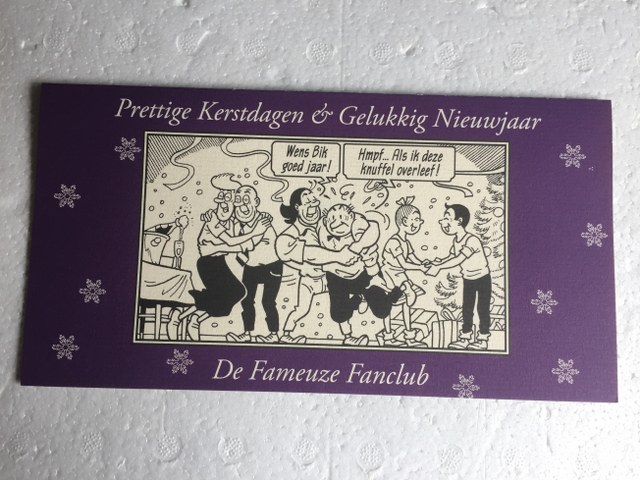 Prettige Kerstdagen & Gelukkig Nieuwjaar
Wens Bik
goed jaar!
Hmpf... Als ik deze
knuffel overleef!
De Fameuze Fanclub